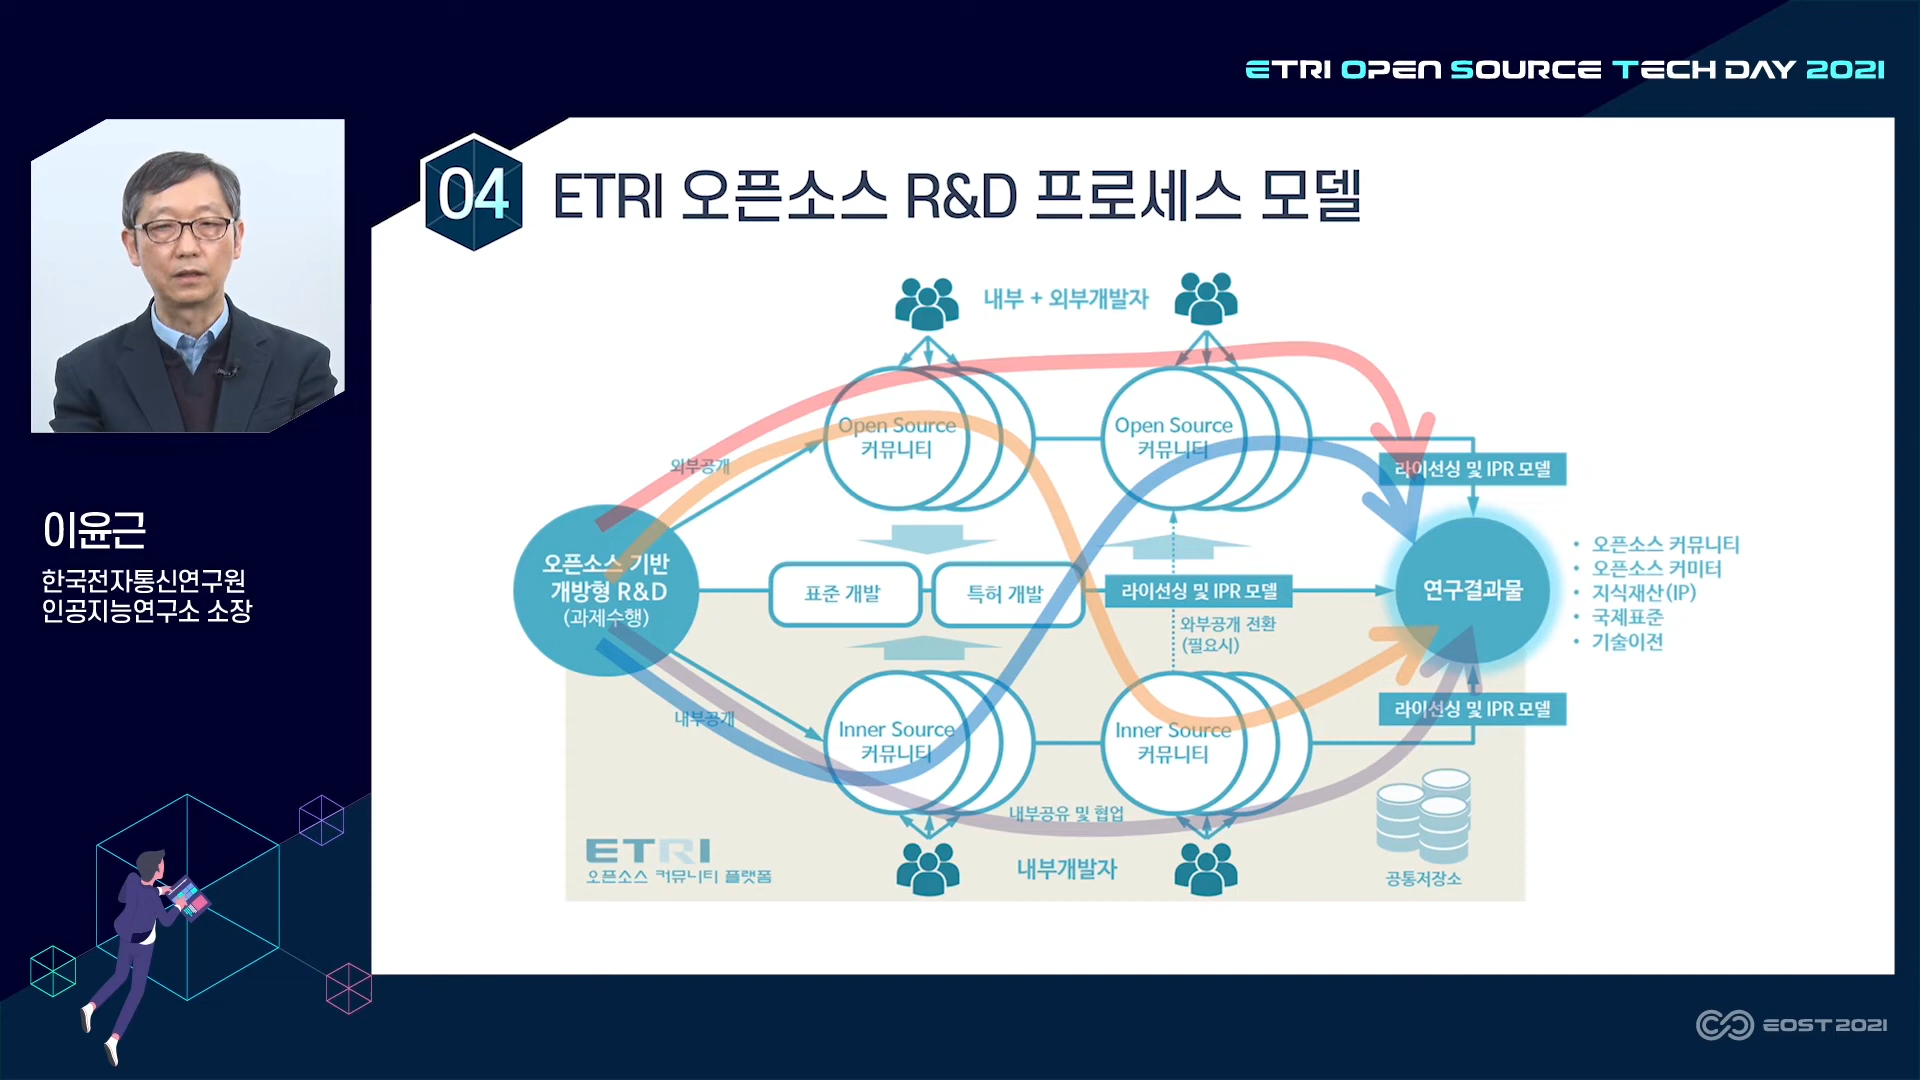 ETRI OPEN SOURCE TECH DAY 2021
04
ETRI 오픈소스 R&D 프로세스 모델
이윤근
한국전자통신연구원
인공지능연구소 소장
내부 + 외부개발자
Open Source
커뮤니티
Open Source
커뮤니티
외부공개
라이선싱 및 IPR 모델
오픈소스 기반
개방형 R&D
(과제수행)
표준 개발
특허 개발
라이선싱 및 IPR 모델
외부공개 전환
(필요시)
연구결과물
• 오픈소스 커뮤니티
• 오픈소스 커미터
• 지식재산(IP)
• 국제표준
• 기술이전
내부공개
Inner Source
커뮤니티
Inner Source
커뮤니티
라이선싱 및 IPR 모델
내부공유 및 협업
내부개발자
ETRI
오픈소스 커뮤니티 플랫폼
공통저장소
EOST 2021